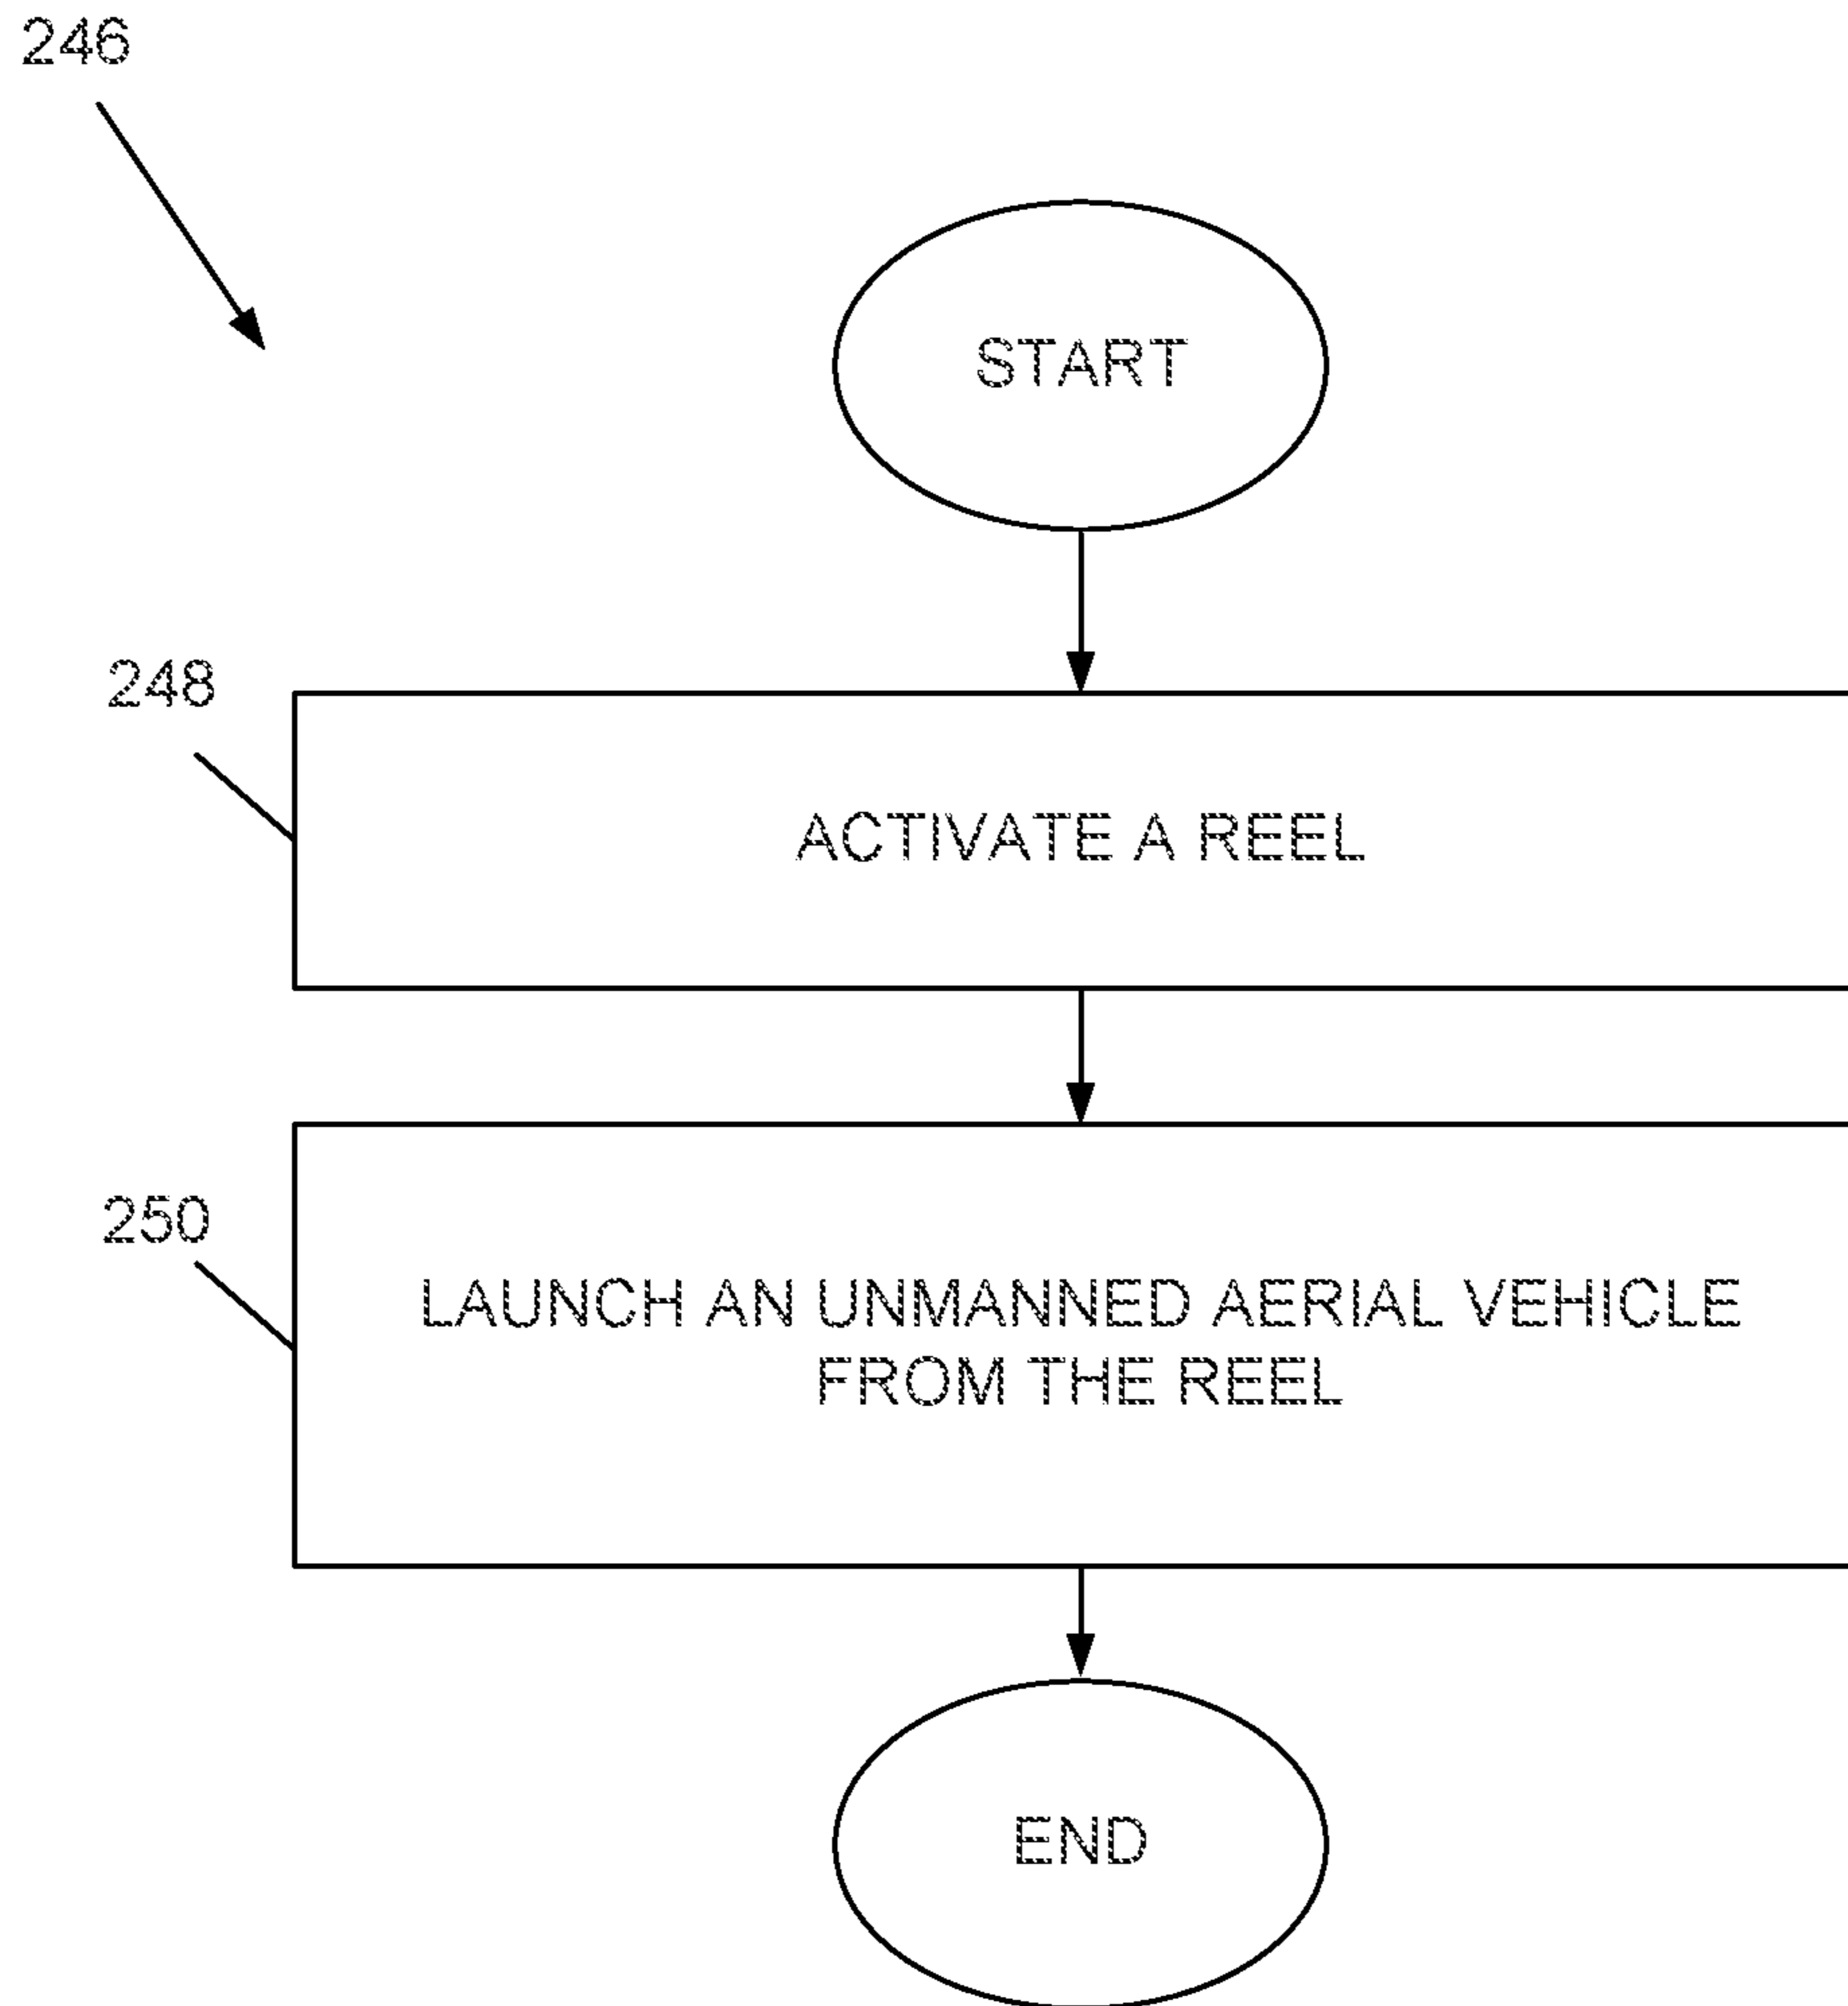 246
START
248
ACTIVATE A REEL
250
LAUNCH AN UNMANNED AERIAL VEHICLE
FROM THE REEL
END